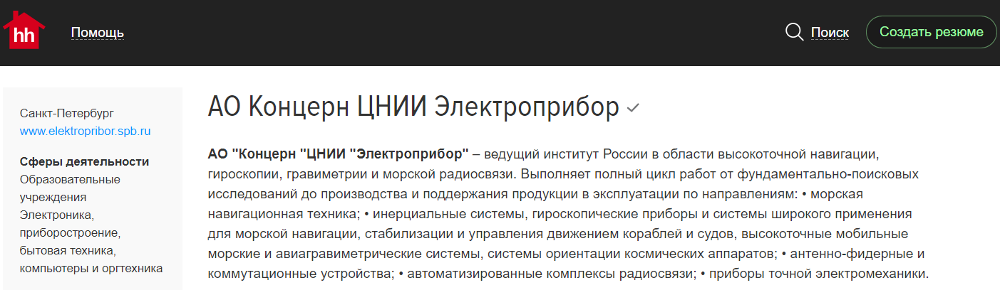 hh
Помощь
Поиск
Создать резюме
Санкт-Петербург
www.elektropribor.spb.ru
Сферы деятельности
Образовательные
учреждения
Электроника,
приборостроение,
бытовая техника,
компьютеры и оргтехника
АО Концерн ЦНИИ Электроприбор
АО "Концерн "ЦНИИ "Электроприбор" – ведущий институт России в области высокоточной навигации,
гироскопии, гравиметрии и морской радиосвязи. Выполняет полный цикл работ от фундаментально-поисковых
исследований до производства и поддержания продукции в эксплуатации по направлениям: • морская
навигационная техника; • инерциальные системы, гироскопические приборы и системы широкого применения
для морской навигации, стабилизации и управления движением кораблей и судов, высокоточные мобильные
морские и авиагравиметрические системы, системы ориентации космических аппаратов; • антенно-фидерные и
коммутационные устройства; • автоматизированные комплексы радиосвязи; • приборы точной электромеханики.